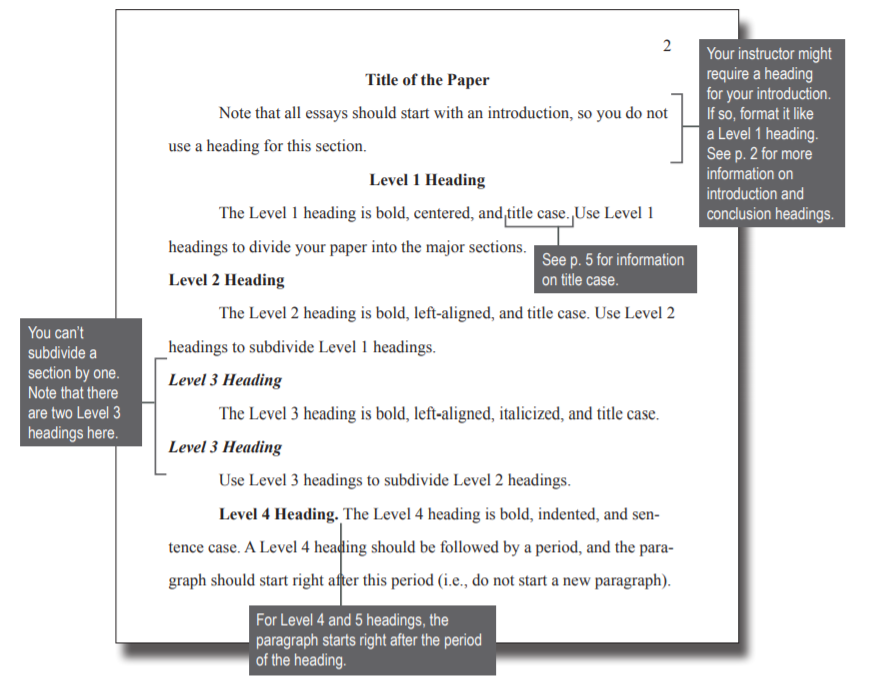 2
Title of the Paper
Note that all essays should start with an introduction, so you do not
use a heading for this section.
Your instructor might
require a heading
for your introduction.
If so, format it like
a Level 1 heading.
See p. 2 for more
information on
introduction and
conclusion headings.
Level 1 Heading
The Level 1 heading is bold, centered, and title case. Use Level 1
headings to divide your paper into the major sections.
See p. 5 for information
on title case.
Level 2 Heading
The Level 2 heading is bold, left-aligned, and title case. Use Level 2
headings to subdivide Level 1 headings.
You can't
subdivide a
section by one.
Note that there
are two Level 3
headings here.
Level 3 Heading
The Level 3 heading is bold, left-aligned, italicized, and title case.
Level 3 Heading
Use Level 3 headings to subdivide Level 2 headings.
Level 4 Heading. The Level 4 heading is bold, indented, and sen-
tence case. A Level 4 heading should be followed by a period, and the para-
graph should start right after this period (i.e., do not start a new paragraph).
For Level 4 and 5 headings, the
paragraph starts right after the period
of the heading.